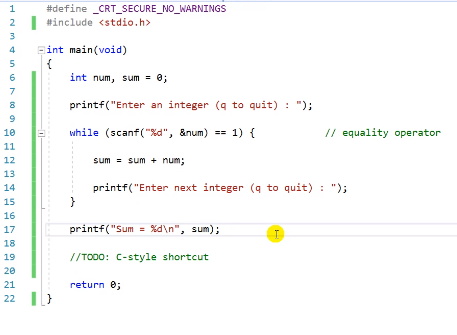 1 #define _CRT_SECURE_NO_WARNINGS
2 #include <stdio.h>
3
4 int main(void)
5 {
6 int num, sum = 0;
7
8 printf("Enter an integer (q to quit) : ");
9
10 while (scanf("%d", &num) == 1) { // equality operator
11
12 sum = sum + num;
13
14 printf("Enter next integer (q to quit) : ");
15 }
16
17 printf("Sum = %d\n", sum);
18
19 //TODO: C-style shortcut
20
21 return 0;
22 }